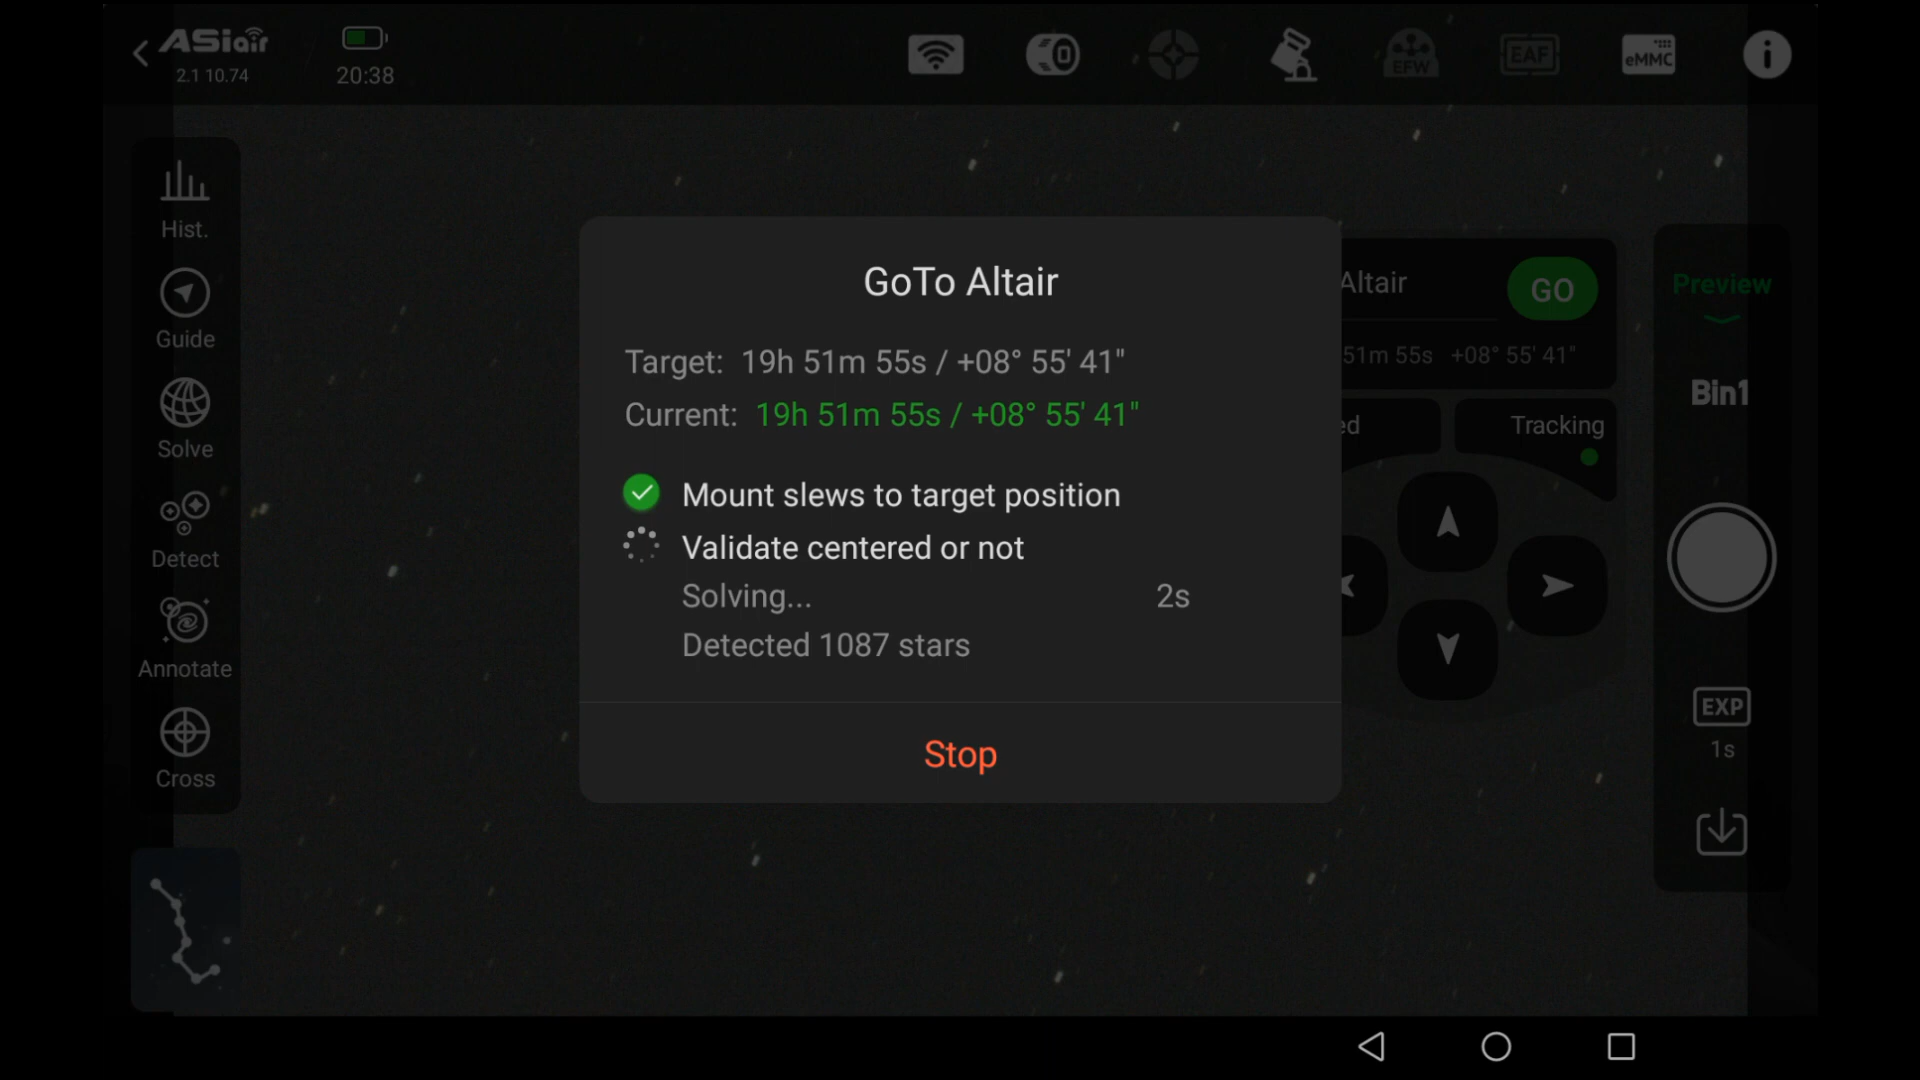 ASIair
2.1 10.74
20:38
EFW
EAF
eMMC
Hist.
Guide
Solve
Detect
Annotate
Cross
GoTo Altair
Target: 19h 51m 55s / +08° 55' 41"
Current: 19h 51m 55s / +08° 55' 41"
Mount slews to target position
Validate centered or not
Solving... 2s
Detected 1087 stars
Stop
Altair
GO
51m 55s +08° 55' 41"
ed
Tracking
Preview
Bin1
EXP
1s